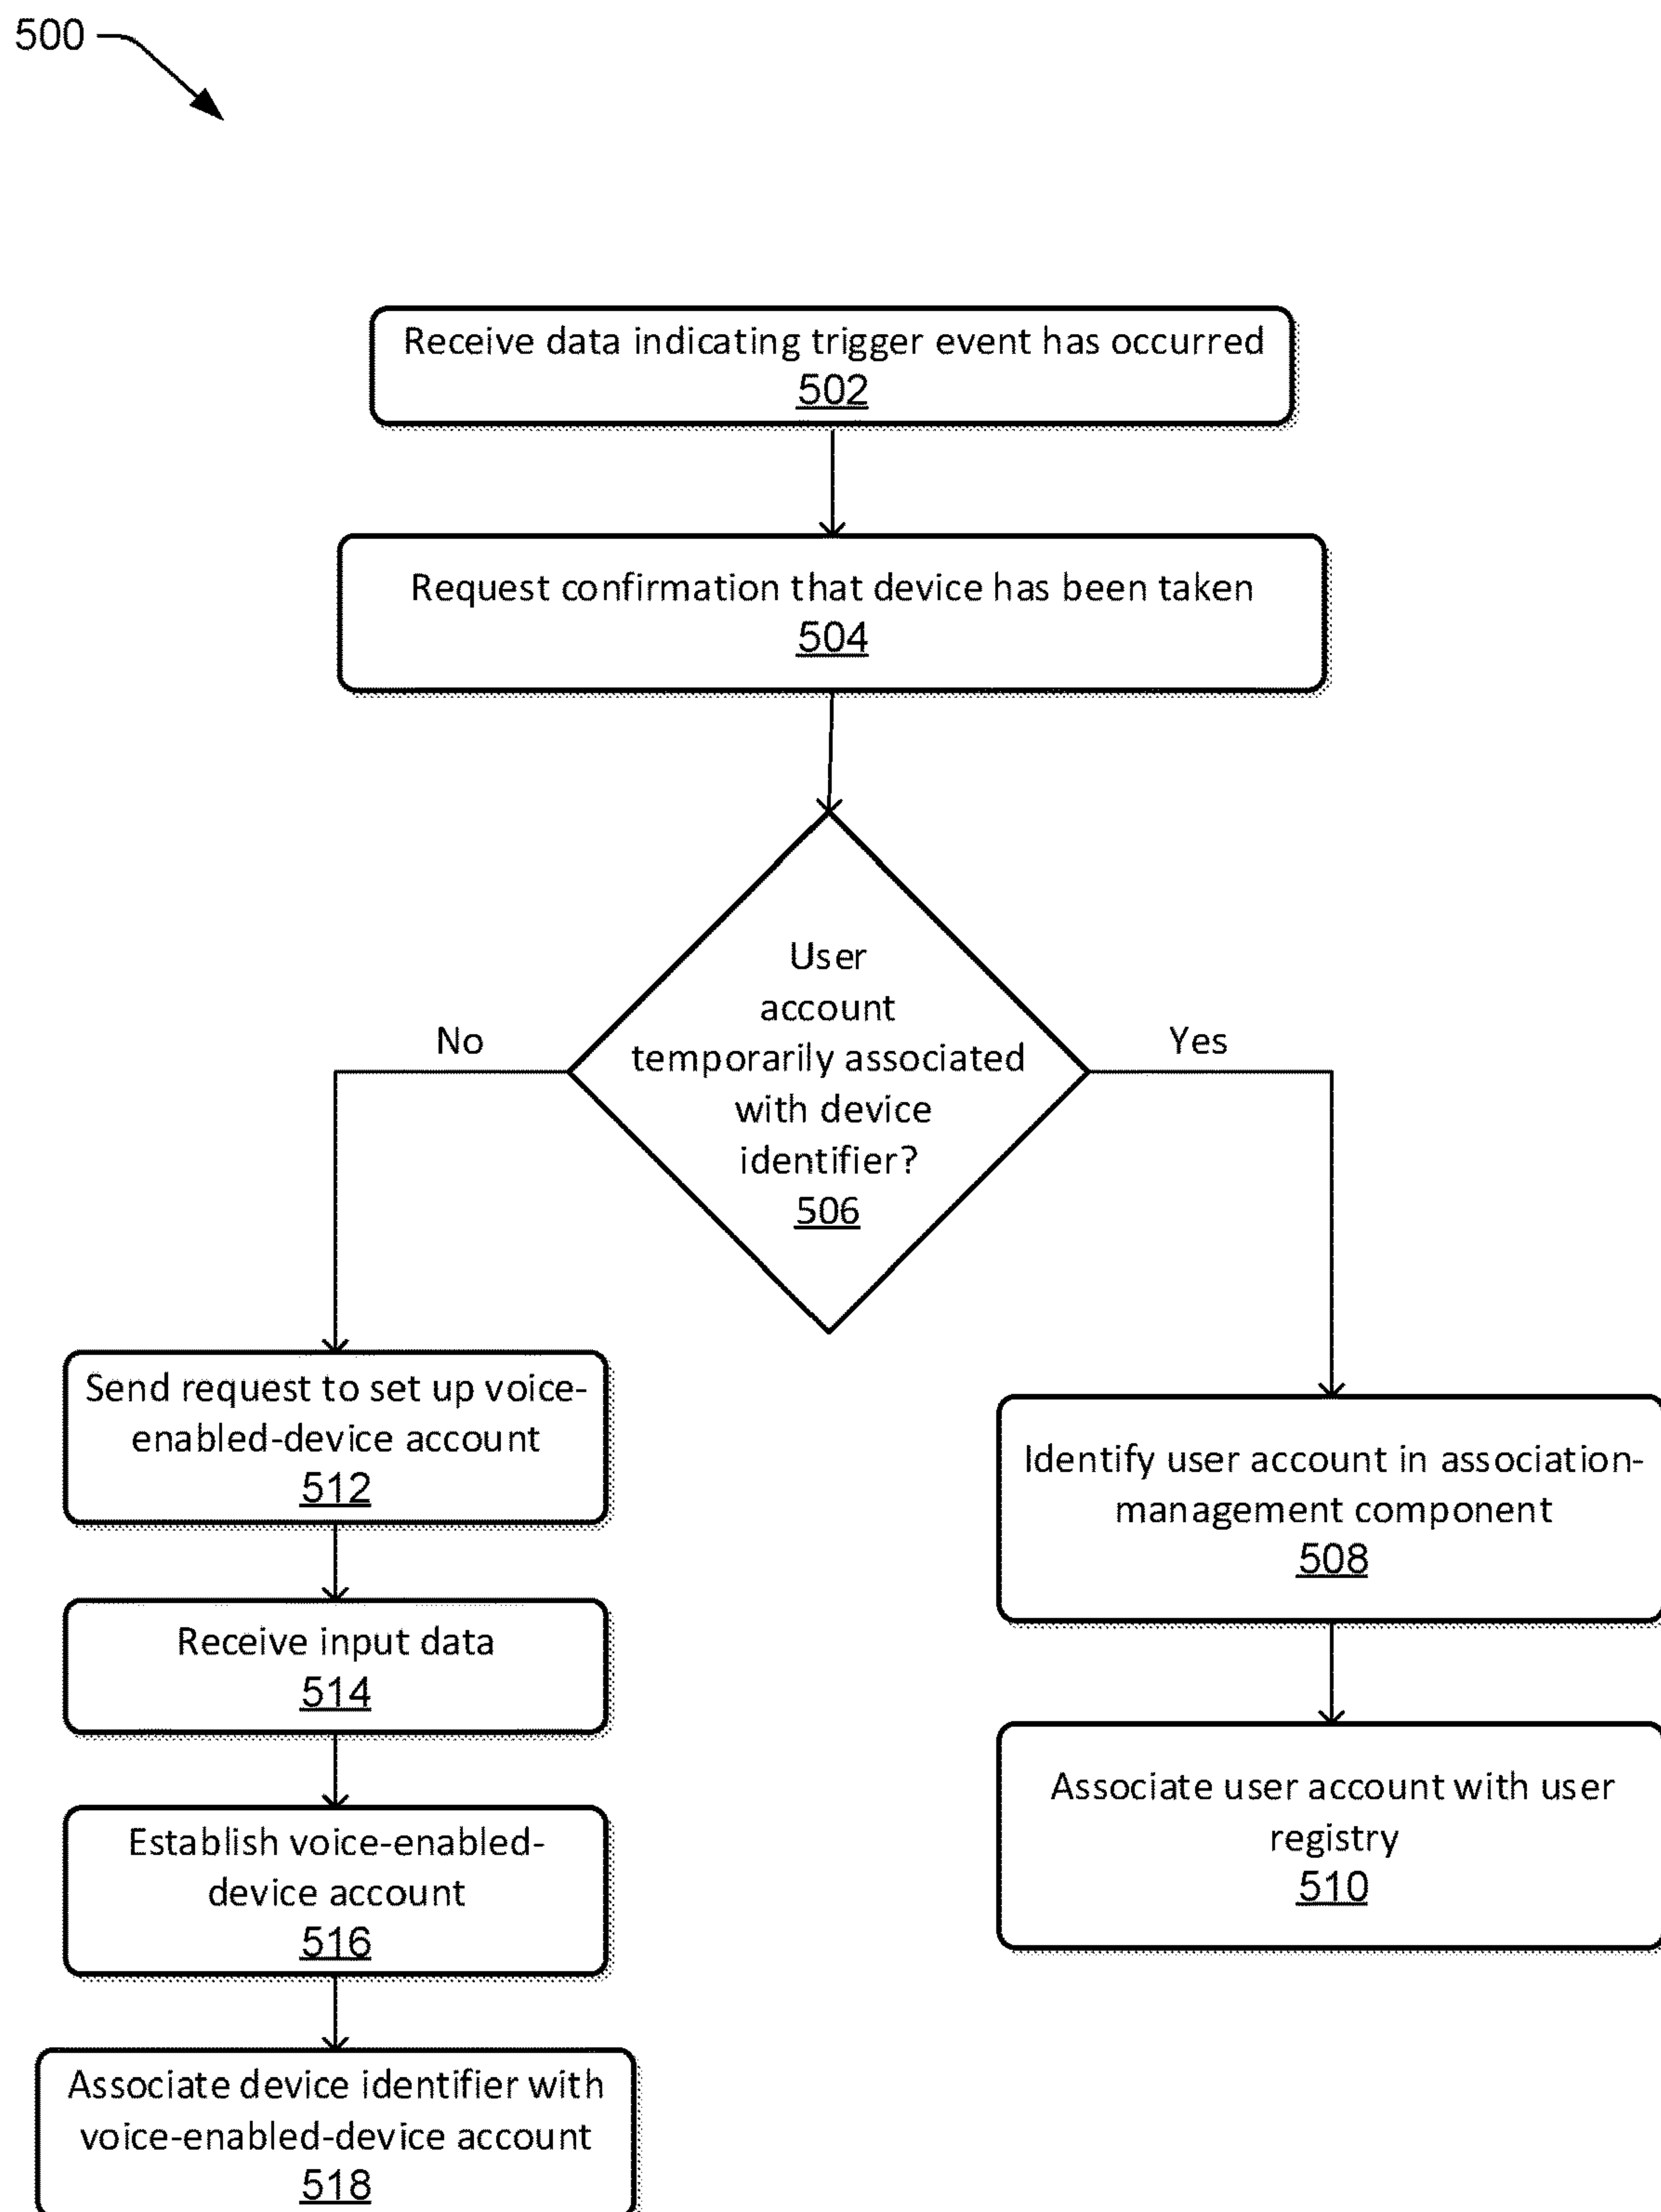 500
Receive data indicating trigger event has occurred
502
Request confirmation that device has been taken
504
User
account
temporarily associated
with device
identifier?
506
No
Yes
Send request to set up voice-
enabled-device account
512
Receive input data
514
Establish voice-enabled-
device account
516
Associate device identifier with
voice-enabled-device account
518
Identify user account in association-
management component
508
Associate user account with user
registry
510